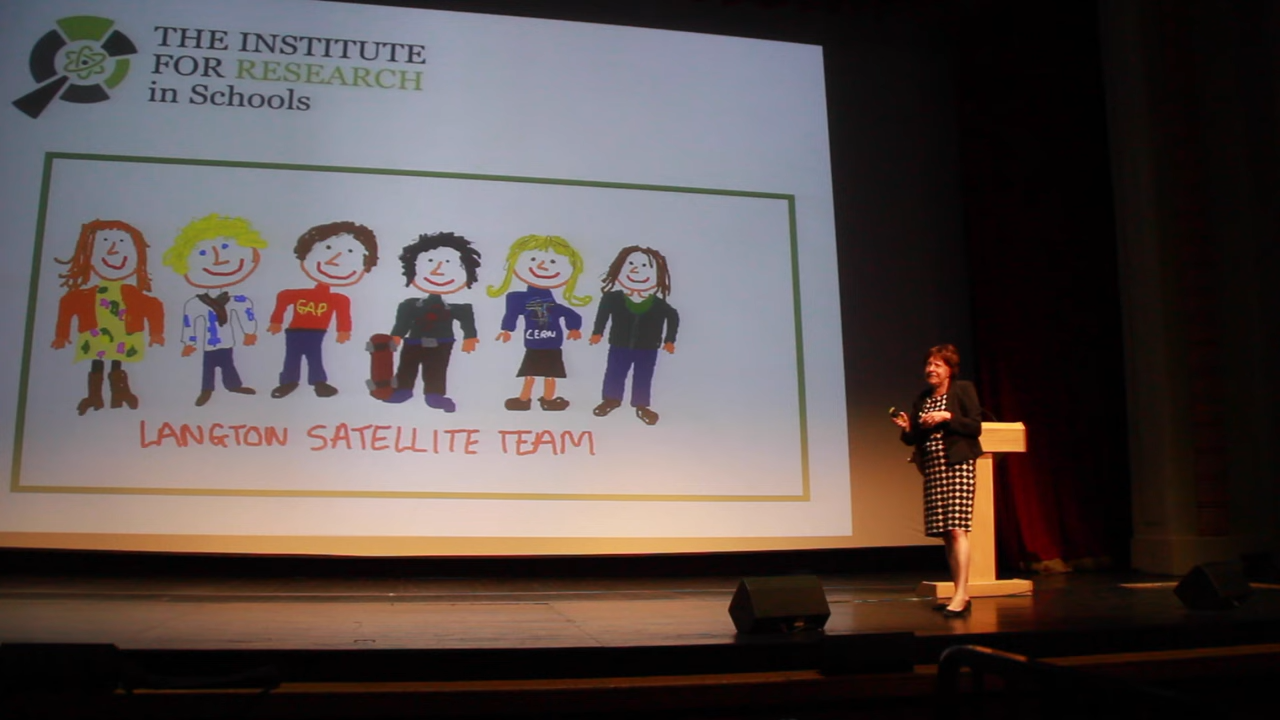 THE INSTITUTE
FOR RESEARCH
in Schools
GAP
CERN
LANGTON SATELLITE TEAM